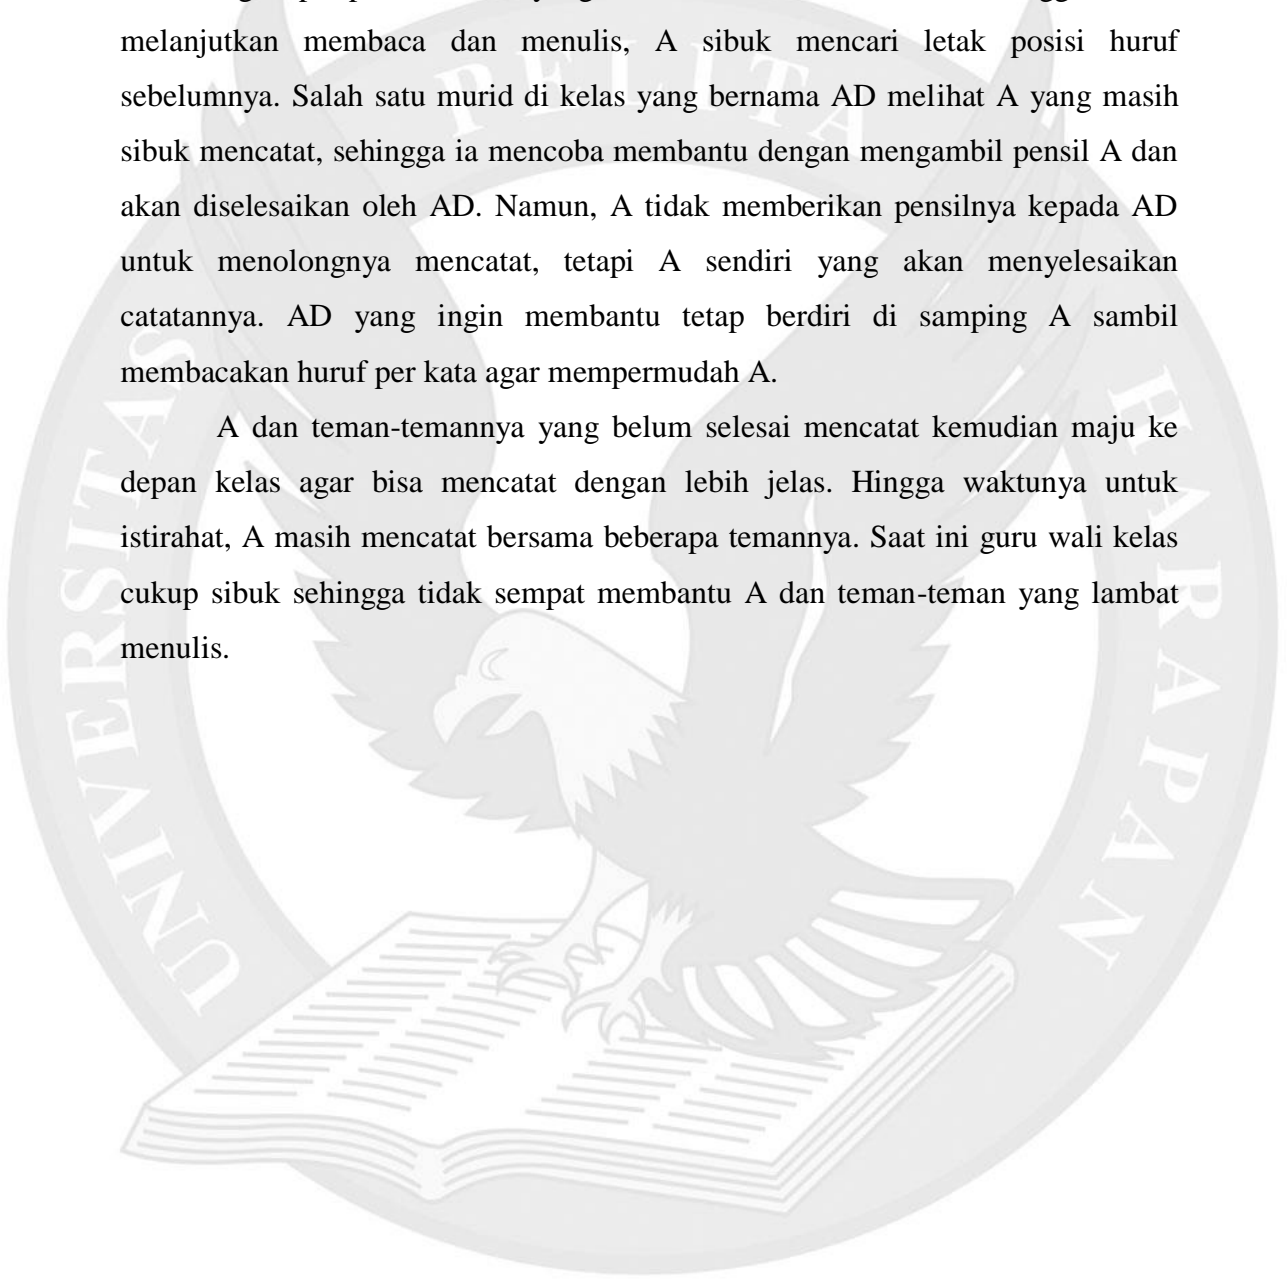 melanjutkan membaca dan menulis, A sibuk mencari letak posisi huruf
sebelumnya. Salah satu murid di kelas yang bernama AD melihat A yang masih
sibuk mencatat, sehingga ia mencoba membantu dengan mengambil pensil A dan
akan diselesaikan oleh AD. Namun, A tidak memberikan pensilnya kepada AD
untuk menolongnya mencatat, tetapi A sendiri yang akan menyelesaikan
catatannya. AD yang ingin membantu tetap berdiri di samping A sambil
membacakan huruf per kata agar mempermudah A.
A dan teman-temannya yang belum selesai mencatat kemudian maju ke
depan kelas agar bisa mencatat dengan lebih jelas. Hingga waktunya untuk
istirahat, A masih mencatat bersama beberapa temannya. Saat ini guru wali kelas
cukup sibuk sehingga tidak sempat membantu A dan teman-teman yang lambat
menulis.
UNIVERSITAS PELITA HARAPAN